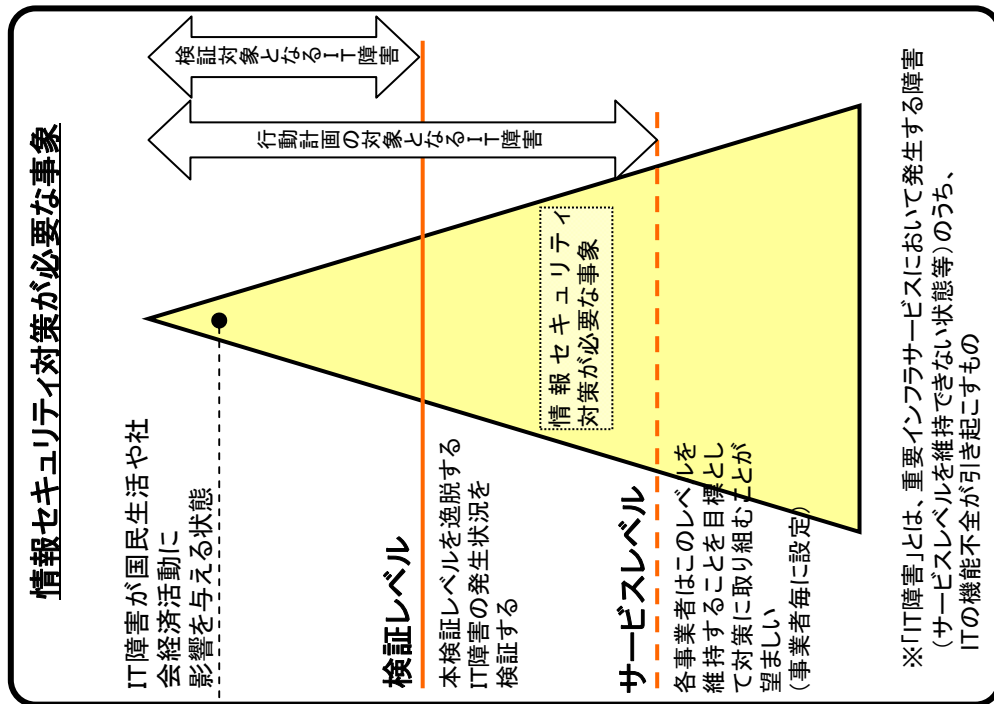 情報セキュリティ対策が必要な事象
IT障害が国民生活や社
会経済活動に
影響を与える状態
検証レベル
本検証レベルを逸脱する
IT障害の発生状況を
検証する
サービスレベル
各事業者はこのレベルを
維持することを目標とし
て対策に取り組むことが
望ましい
(事業者毎に設定)
情報セキュリティ
対策が必要な事象
行動計画の対象となるIT障害
検証対象となるIT障害
※「IT障害」とは、重要インフラサービスにおいて発生する障害
(サービスレベルを維持できない状態等)のうち、
ITの機能不全が引き起こすもの